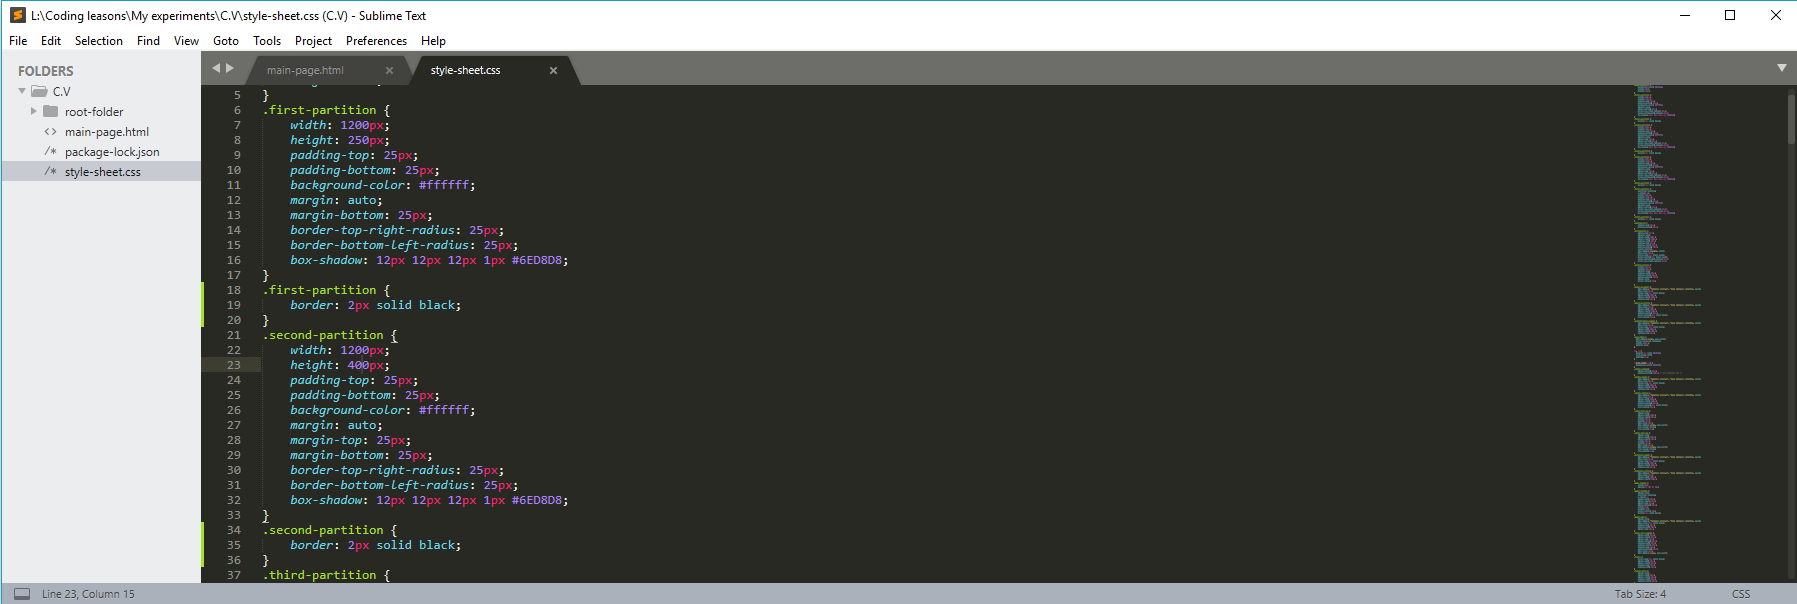 L:\Coding leasons\My experiments\C.V\style-sheet.css (C.V) - Sublime Text
File Edit Selection Find View Goto Tools Project Preferences Help
FOLDERS
C.V
root-folder
<> main-page.html
/* package-lock.json
/* style-sheet.css
main-page.html
style-sheet.css
5 }
6 .first-partition {
7 width: 1200px;
8 height: 250px;
9 padding-top: 25px;
10 padding-bottom: 25px;
11 background-color: #ffffff;
12 margin: auto;
13 margin-bottom: 25px;
14 border-top-right-radius: 25px;
15 border-bottom-left-radius: 25px;
16 box-shadow: 12px 12px 12px 1px #6ED8D8;
17 }
18 .first-partition {
19 border: 2px solid black;
20 }
21 .second-partition {
22 width: 1200px;
23 height: 400px;
24 padding-top: 25px;
25 padding-bottom: 25px;
26 background-color: #ffffff;
27 margin: auto;
28 margin-top: 25px;
29 margin-bottom: 25px;
30 border-top-right-radius: 25px;
31 border-bottom-left-radius: 25px;
32 box-shadow: 12px 12px 12px 1px #6ED8D8;
33 }
34 .second-partition {
35 border: 2px solid black;
36 }
37 .third-partition {
Line 23, Column 15
Tab Size: 4
CSS